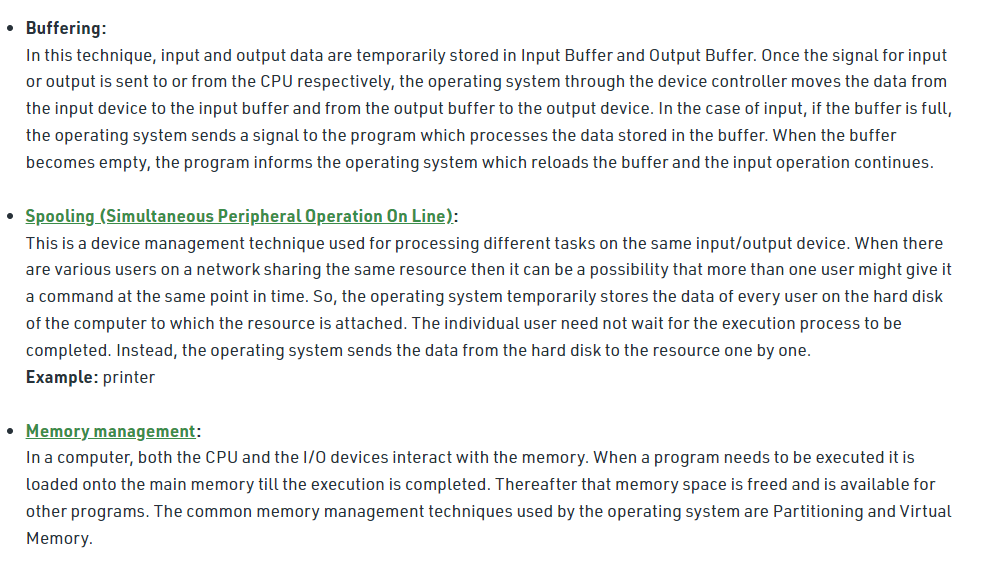 • Buffering:
In this technique, input and output data are temporarily stored in Input Buffer and Output Buffer. Once the signal for input
or output is sent to or from the CPU respectively, the operating system through the device controller moves the data from
the input device to the input buffer and from the output buffer to the output device. In the case of input, if the buffer is full,
the operating system sends a signal to the program which processes the data stored in the buffer. When the buffer
becomes empty, the program informs the operating system which reloads the buffer and the input operation continues.
• Spooling (Simultaneous Peripheral Operation On Line):
This is a device management technique used for processing different tasks on the same input/output device. When there
are various users on a network sharing the same resource then it can be a possibility that more than one user might give it
a command at the same point in time. So, the operating system temporarily stores the data of every user on the hard disk
of the computer to which the resource is attached. The individual user need not wait for the execution process to be
completed. Instead, the operating system sends the data from the hard disk to the resource one by one.
Example: printer
• Memory management:
In a computer, both the CPU and the I/O devices interact with the memory. When a program needs to be executed it is
loaded onto the main memory till the execution is completed. Thereafter that memory space is freed and is available for
other programs. The common memory management techniques used by the operating system are Partitioning and Virtual
Memory.